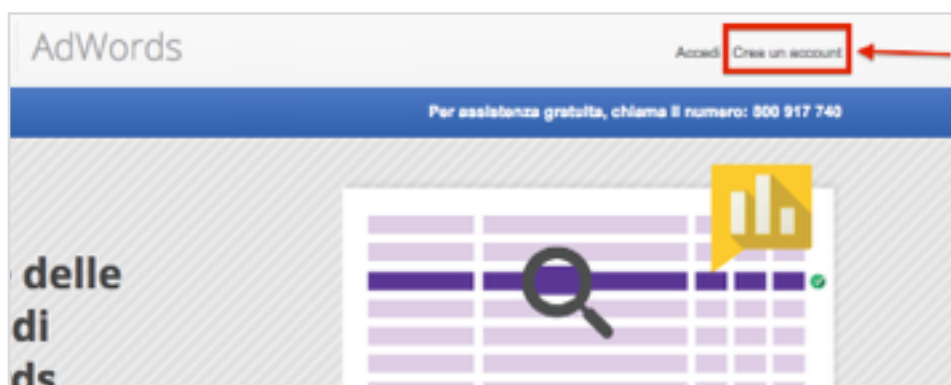 AdWords
Accedi Crea un account
Per assistenza gratuita, chiama il numero: 800 917 740
delle
di
ds